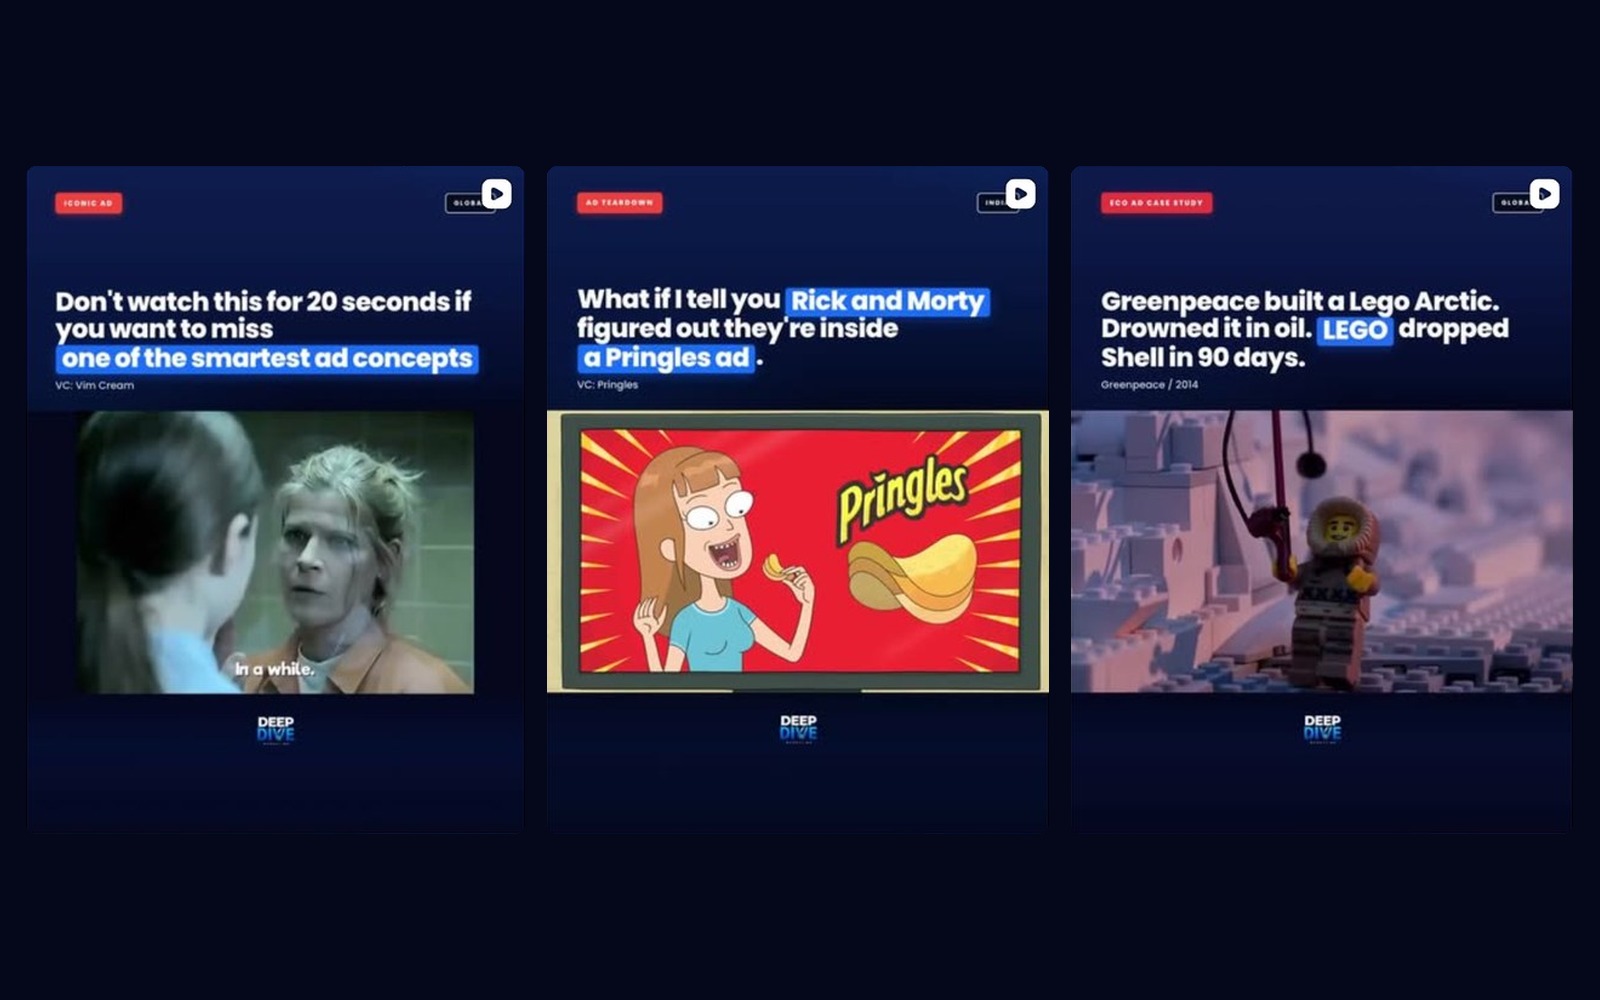 ICONIC AD
Don't watch this for 20 seconds if
you want to miss
one of the smartest ad concepts
VC: Vim Cream
In a while.
DEEP
DIVE
AD TEARDOWN
What if I tell you Rick and Morty
figured out they're inside
a Pringles ad.
VC: Pringles
Pringles
DEEP
DIVE
ECO AD CASE STUDY
Greenpeace built a Lego Arctic.
Drowned it in oil. LEGO dropped
Shell in 90 days.
Greenpeace / 2014
DEEP
DIVE